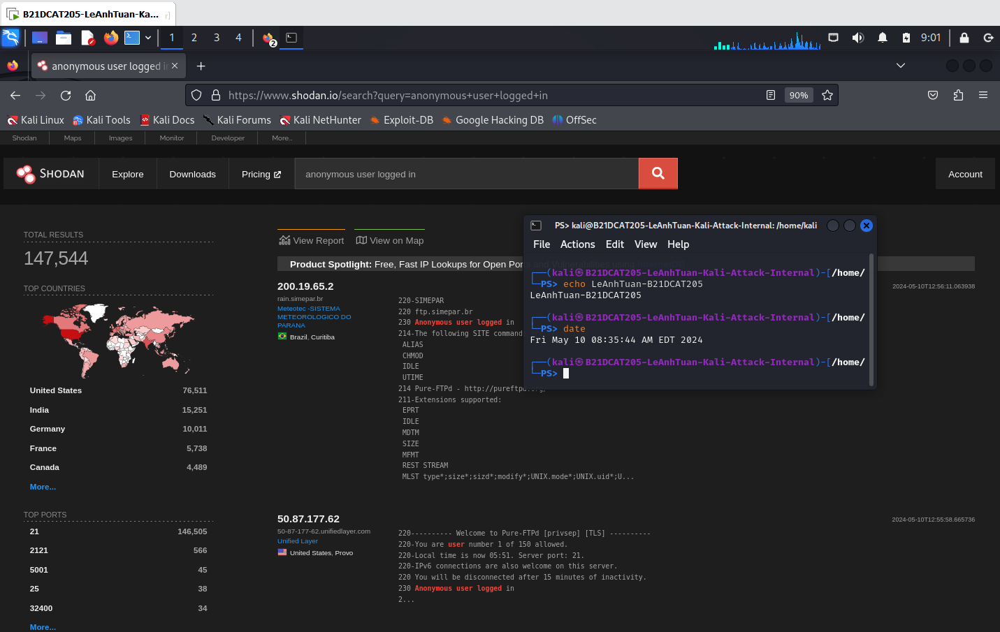 B21DCAT205-LeAnhTuan-Ka...
1 2 3 4
2
9:01
anonymous user logged in
https://www.shodan.io/search?query=anonymous+user+logged+in
90%
Kali Linux Kali Tools Kali Docs Kali Forums Kali NetHunter Exploit-DB Google Hacking DB OffSec
Shodan Maps Images Monitor Developer More...
SHODAN Explore Downloads Pricing anonymous user logged in Account
TOTAL RESULTS
147,544
TOP COUNTRIES
United States 76,511
India 15,251
Germany 10,011
France 5,738
Canada 4,489
More...
TOP PORTS
21 146,505
2121 566
5001 45
25 38
32400 34
More...
View Report View on Map
Product Spotlight: Free, Fast IP Lookups for Open Ports and Vulnerabilities using
200.19.65.2
2024-05-10T12:56:11.063938
rain.simepar.br
Meteotec -SISTEMA
METEOROLOGICO DO
PARANA
Brazil, Curitiba
220-SIMEPAR
220 ftp.simepar.br
230 Anonymous user logged in
214-The following SITE command
ALIAS
CHMOD
IDLE
UTIME
214 Pure-FTPd - http://pureftpd.org/
211-Extensions supported:
EPRT
IDLE
MDTM
SIZE
MFMT
REST STREAM
MLST type*;size*;sizd*;modify*;UNIX.mode*;UNIX.uid*;U...
50.87.177.62
2024-05-10T12:55:58.665736
50-87-177-62.unifiedlayer.com
Unified Layer
United States, Provo
220---------- Welcome to Pure-FTPd [privsep] [TLS] ----------
220-You are user number 1 of 150 allowed.
220-Local time is now 05:51. Server port: 21.
220-IPv6 connections are also welcome on this server.
220 You will be disconnected after 15 minutes of inactivity.
230 Anonymous user logged in
2...
PS> kali@B21DCAT205-LeAnhTuan-Kali-Attack-Internal: /home/kali
File Actions Edit View Help
┌──(kali㉿B21DCAT205-LeAnhTuan-Kali-Attack-Internal)-[/home/
└─PS> echo LeAnhTuan-B21DCAT205
LeAnhTuan-B21DCAT205
┌──(kali㉿B21DCAT205-LeAnhTuan-Kali-Attack-Internal)-[/home/
└─PS> date
Fri May 10 08:35:44 AM EDT 2024
┌──(kali㉿B21DCAT205-LeAnhTuan-Kali-Attack-Internal)-[/home/
└─PS>